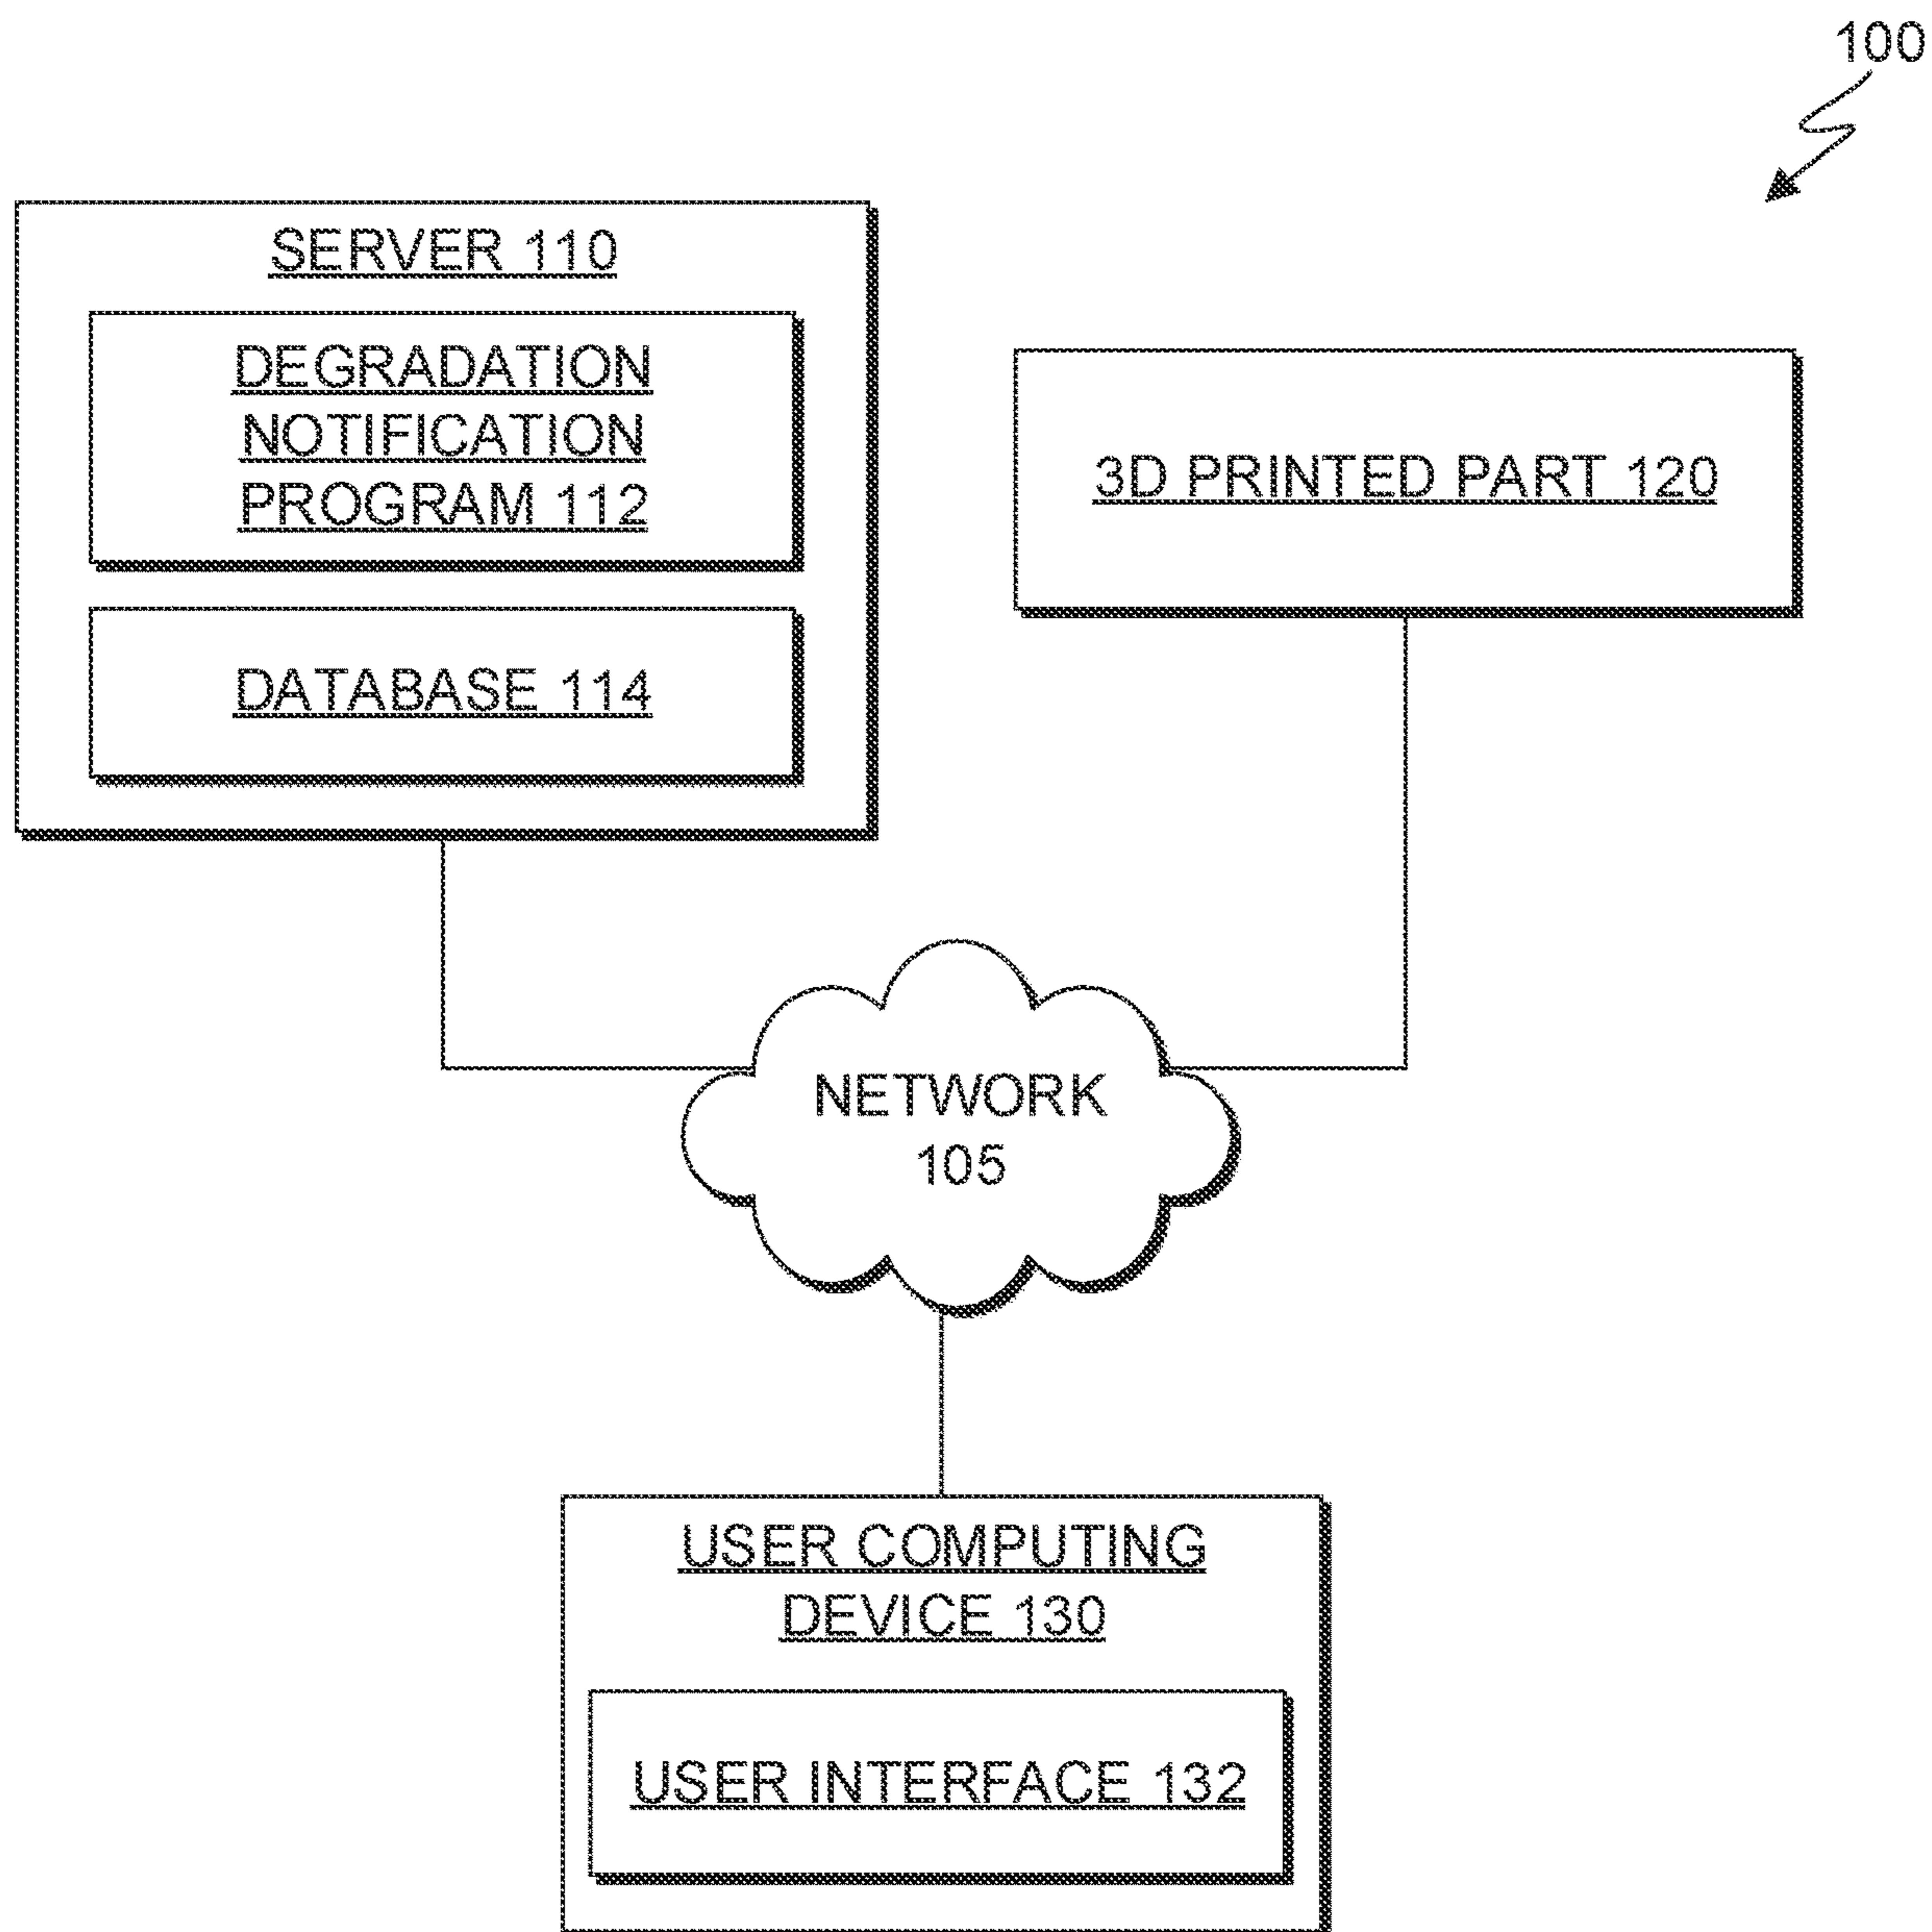 100
SERVER 110
DEGRADATION
NOTIFICATION
PROGRAM 112
DATABASE 114
3D PRINTED PART 120
NETWORK
105
USER COMPUTING
DEVICE 130
USER INTERFACE 132